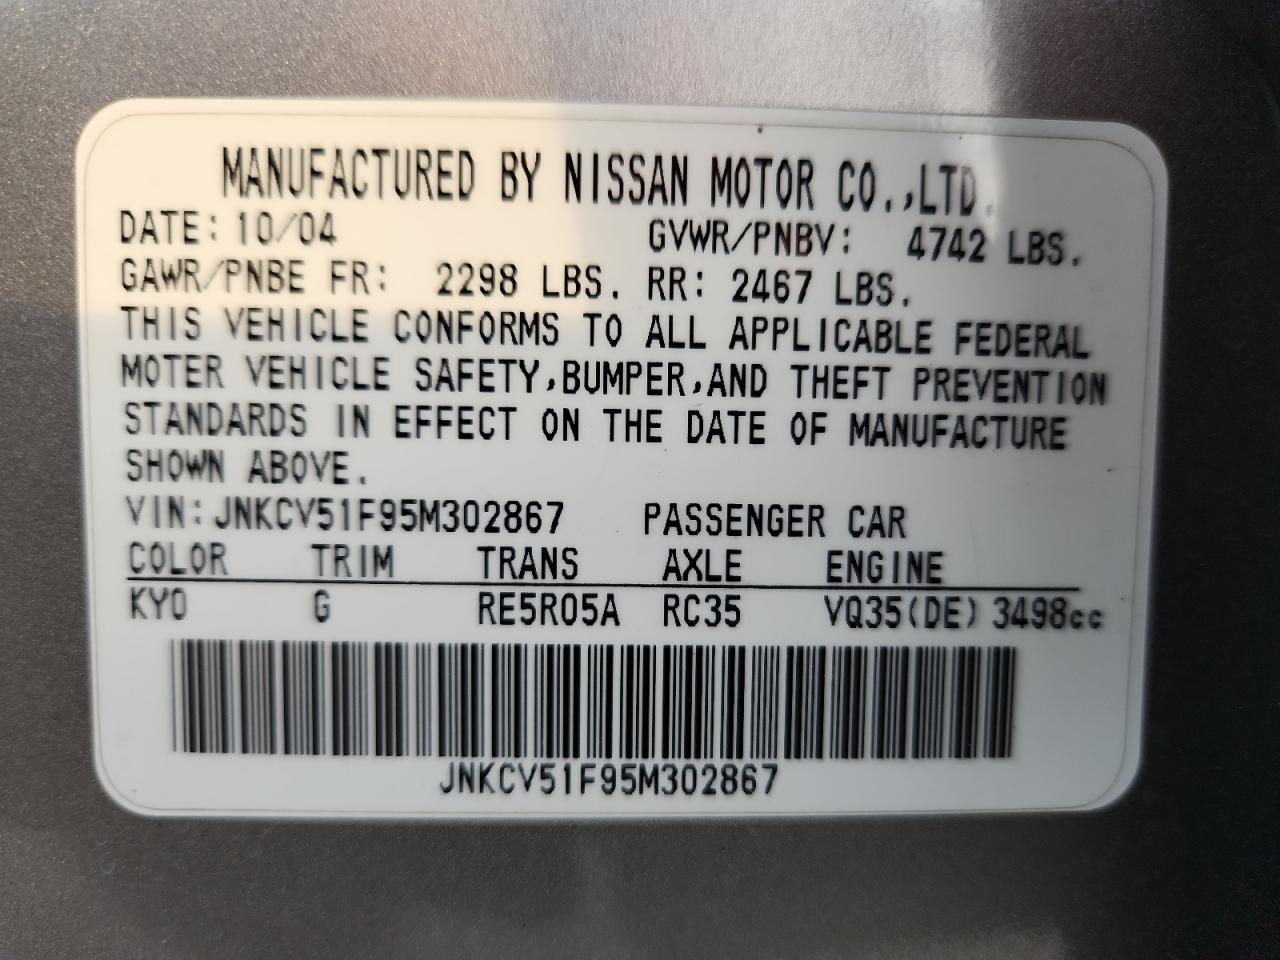 MANUFACTURED BY NISSAN MOTOR CO.,LTD.
DATE: 10/04 GVWR/PNBV: 4742 LBS.
GAWR/PNBE FR: 2298 LBS. RR: 2467 LBS.
THIS VEHICLE CONFORMS TO ALL APPLICABLE FEDERAL
MOTER VEHICLE SAFETY,BUMPER,AND THEFT PREVENTION
STANDARDS IN EFFECT ON THE DATE OF MANUFACTURE
SHOWN ABOVE.
VIN:JNKCV51F95M302867 PASSENGER CAR
COLOR TRIM TRANS AXLE ENGINE
KY0 G RE5R05A RC35 VQ35(DE) 3498cc
JNKCV51F95M302867